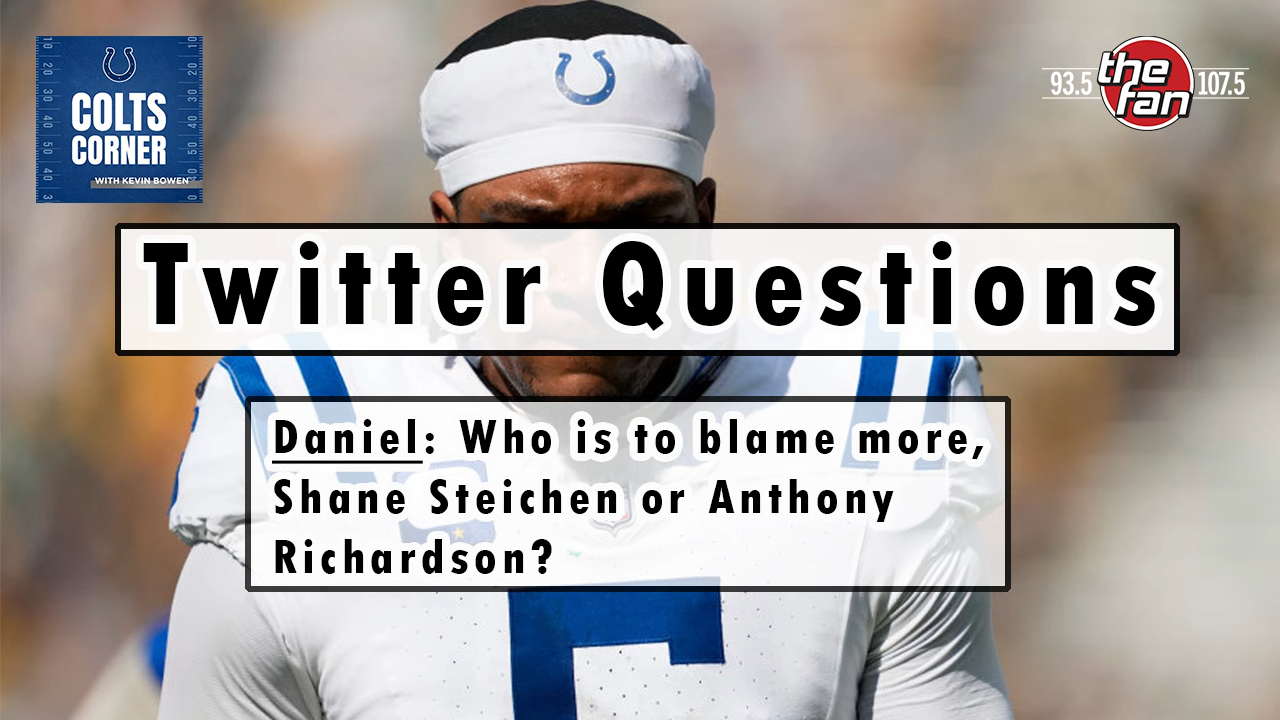 COLTS
CORNER
WITH KEVIN BOWEN
93.5 the fan 107.5
Twitter Questions
Daniel: Who is to blame more,
Shane Steichen or Anthony
Richardson?